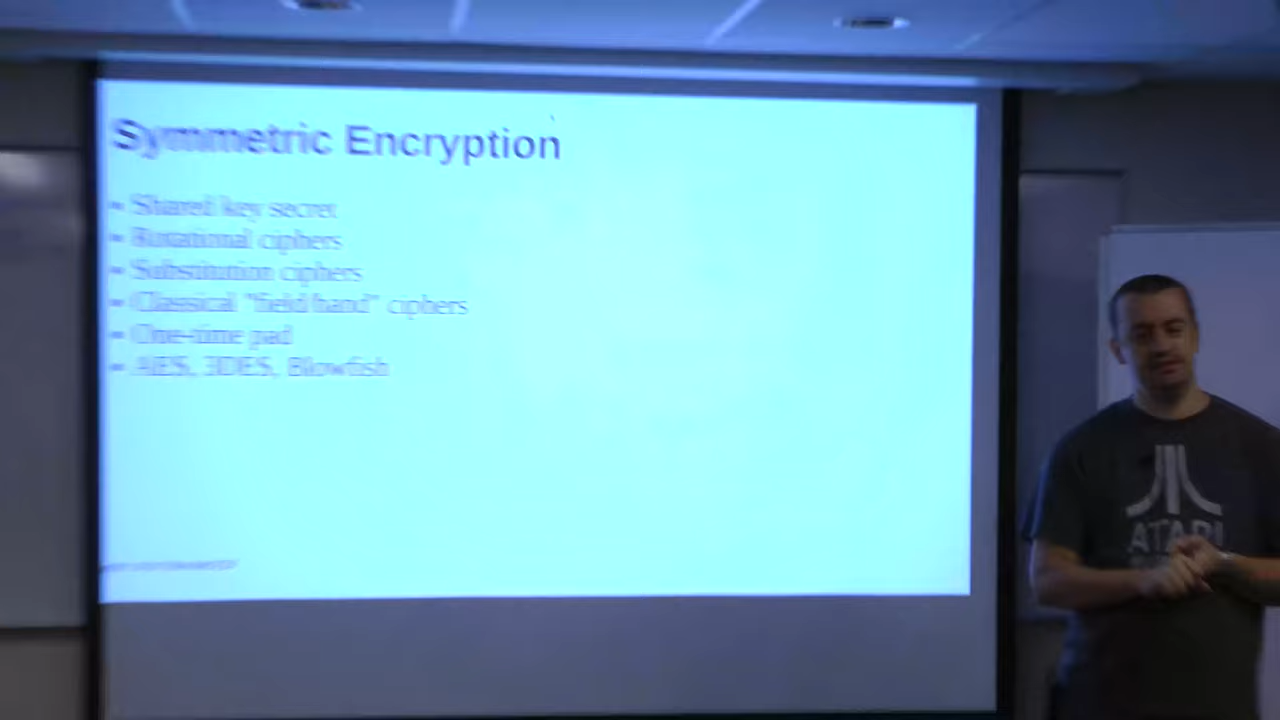 Symmetric Encryption
- Shared key secret
- Rotational ciphers
- Substitution ciphers
- Classical "field/hand" ciphers
- One-time pad
- AES, 3DES, Blowfish
ATARI